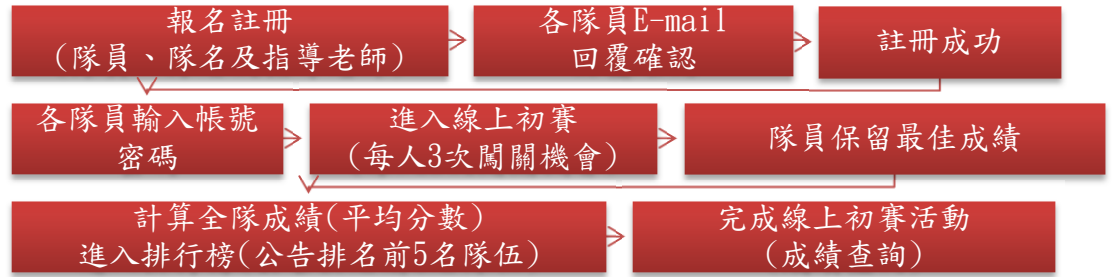 報名註冊
(隊員、隊名及指導老師)
各隊員E-mail
回覆確認
註冊成功
各隊員輸入帳號
密碼
進入線上初賽
(每人3次闖關機會)
隊員保留最佳成績
計算全隊成績(平均分數)
進入排行榜(公告排名前5名隊伍)
完成線上初賽活動
(成績查詢)